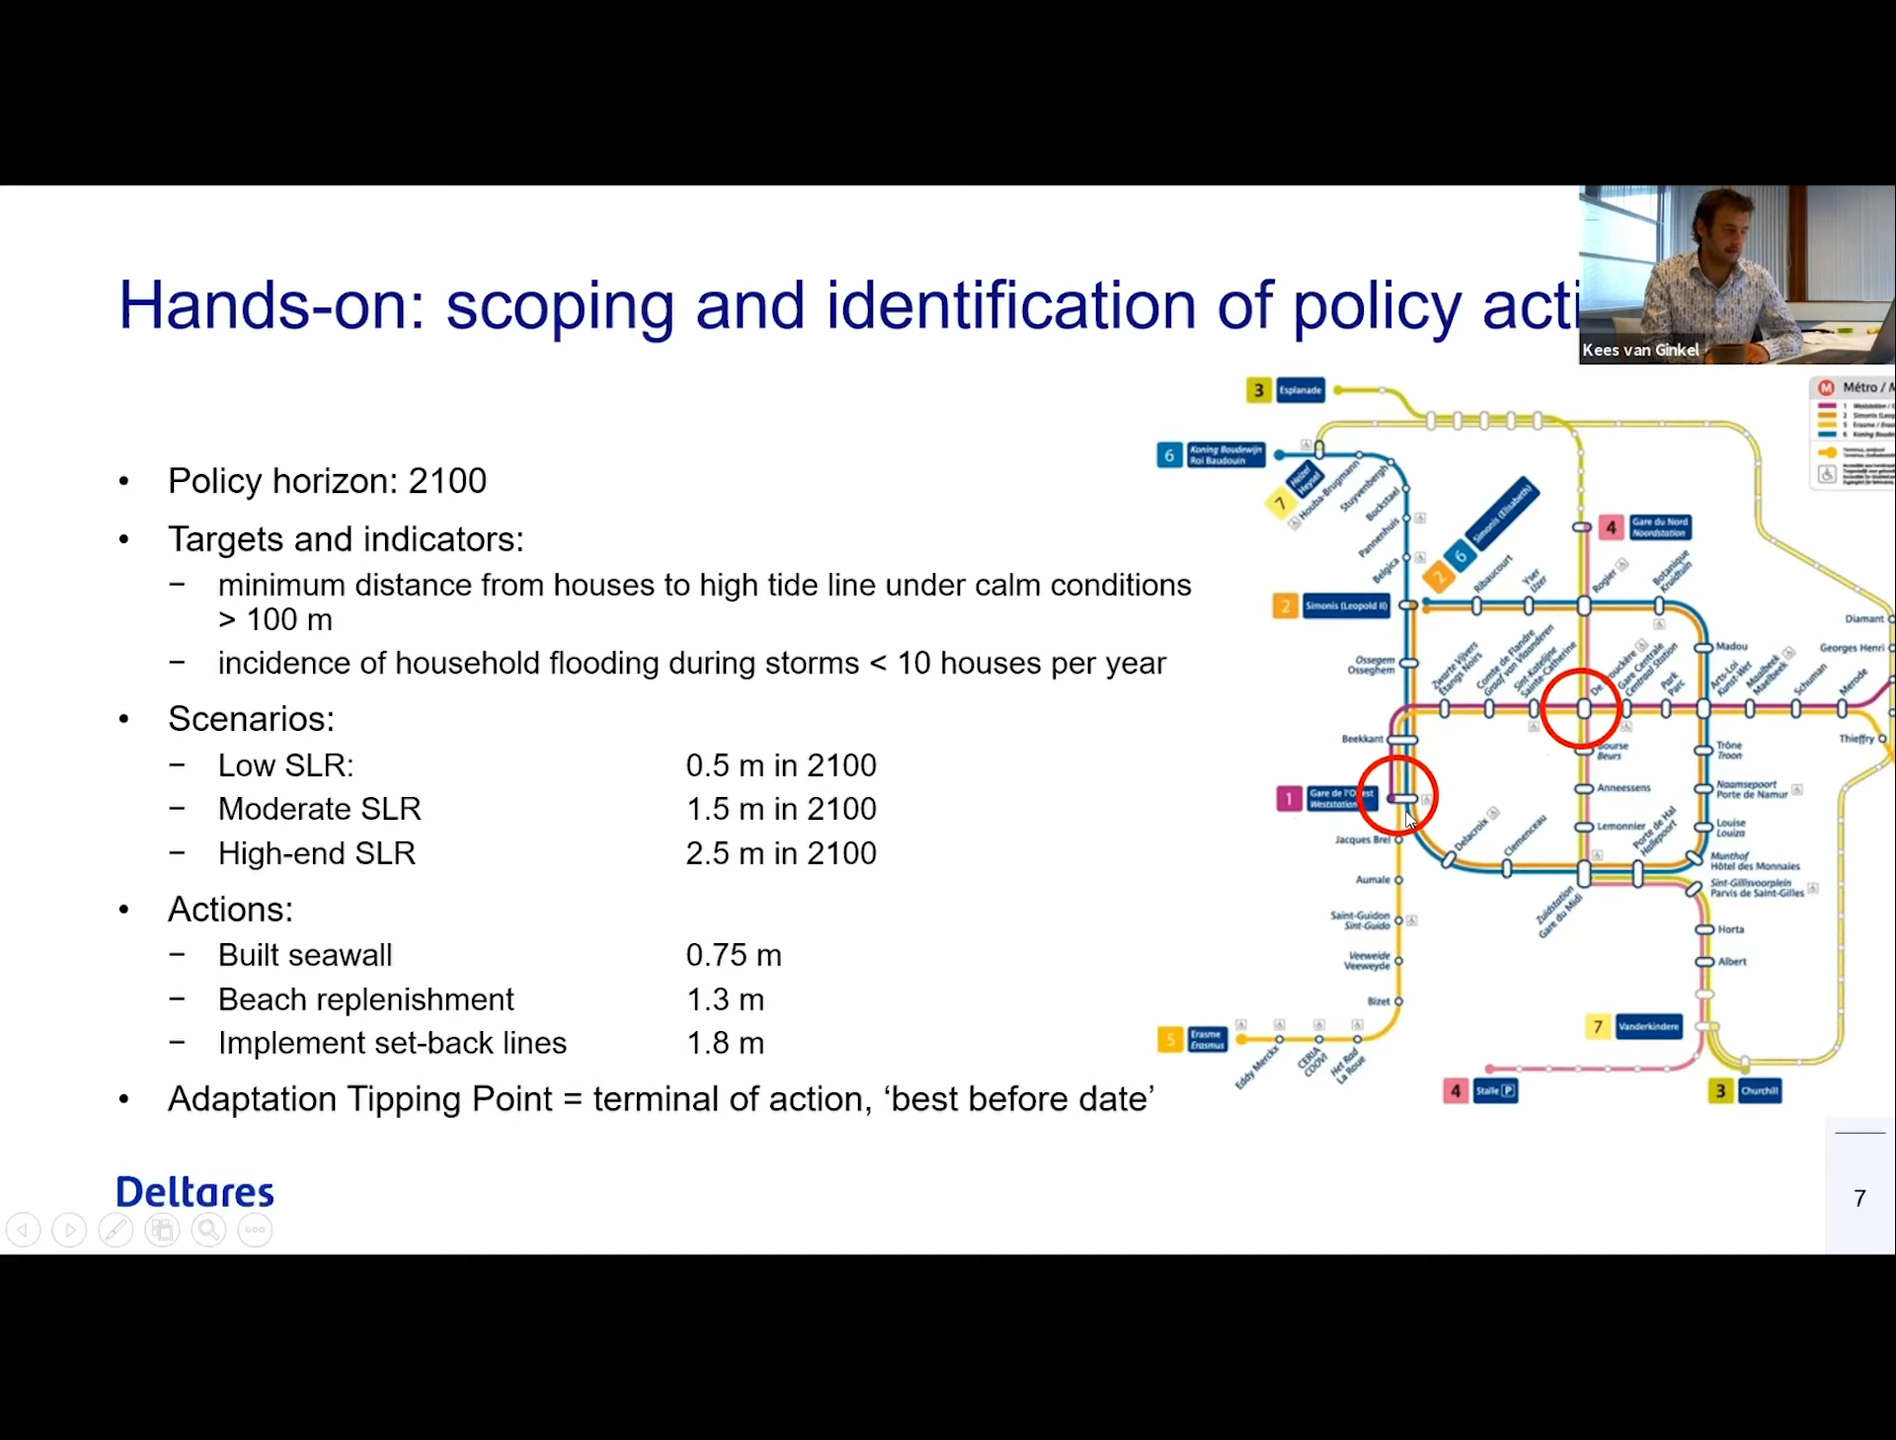 Hands-on: scoping and identification of policy acti
Kees van Ginkel
• Policy horizon: 2100
• Targets and indicators:
− minimum distance from houses to high tide line under calm conditions
> 100 m
− incidence of household flooding during storms < 10 houses per year
• Scenarios:
− Low SLR: 0.5 m in 2100
− Moderate SLR 1.5 m in 2100
− High-end SLR 2.5 m in 2100
• Actions:
− Built seawall 0.75 m
− Beach replenishment 1.3 m
− Implement set-back lines 1.8 m
• Adaptation Tipping Point = terminal of action, ‘best before date’
Deltares
7
3 Esplanade
M Métro /
6 Koning Boudewijn
Roi Baudouin
7 Heizel
Heysel
Houba-Brugmann
Stuyvenbergh
Bockstael
Pannenhuis
Belgica
2 6 Simonis (Elisabeth)
4 Gare du Nord
Noordstation
2 Simonis (Leopold II)
Ribaucourt
Yser
IJzer
Rogier
Botanique
Kruidtuin
Diamant
Georges Henri
Madou
Ossegem
Osseghem
Zwarte Vijvers
Étangs Noirs
Comte de Flandre
Graaf van Vlaanderen
Sint-Katelijne
Sainte-Catherine
De ouckère
Gare Centrale
Centraal Station
Park
Parc
Arts-Loi
Kunst-Wet
Maalbeek
Maelbeek
Schuman
Merode
Thieffry
Beekkant
Bourse
Beurs
Trône
Troon
1 Gare de l'O est
Weststation
Anneessens
Naamsepoort
Porte de Namur
Jacques Brel
Delacroix
Clemenceau
Lemonnier
Porte de Hal
Hallepoort
Louise
Louiza
Munthof
Hôtel des Monnaies
Aumale
Zuidstation
Gare du Midi
Sint-Gillisvoorplein
Parvis de Saint-Gilles
Saint-Guidon
Sint-Guido
Horta
Veeweide
Veeweyde
Albert
Bizet
5 Erasme
Erasmus
Eddy Merckx
CERIA
COOVI
Het Rad
La Roue
7 Vanderkindere
4 Stalle P
3 Churchill